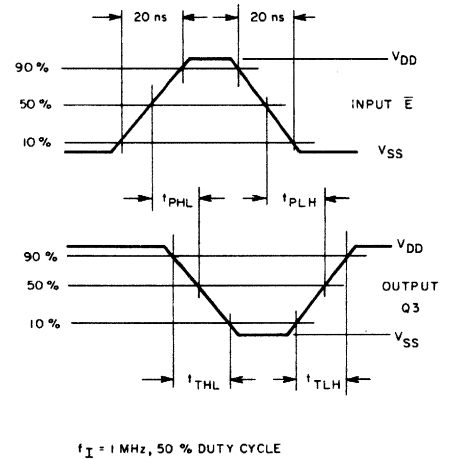 20 ns 20 ns
90 % V_DD
50 % INPUT E̅
10 % V_SS
t_PHL t_PLH
90 % V_DD
50 % OUTPUT
Q3
10 %
V_SS
t_THL t_TLH
f_I = 1 MHz, 50 % DUTY CYCLE